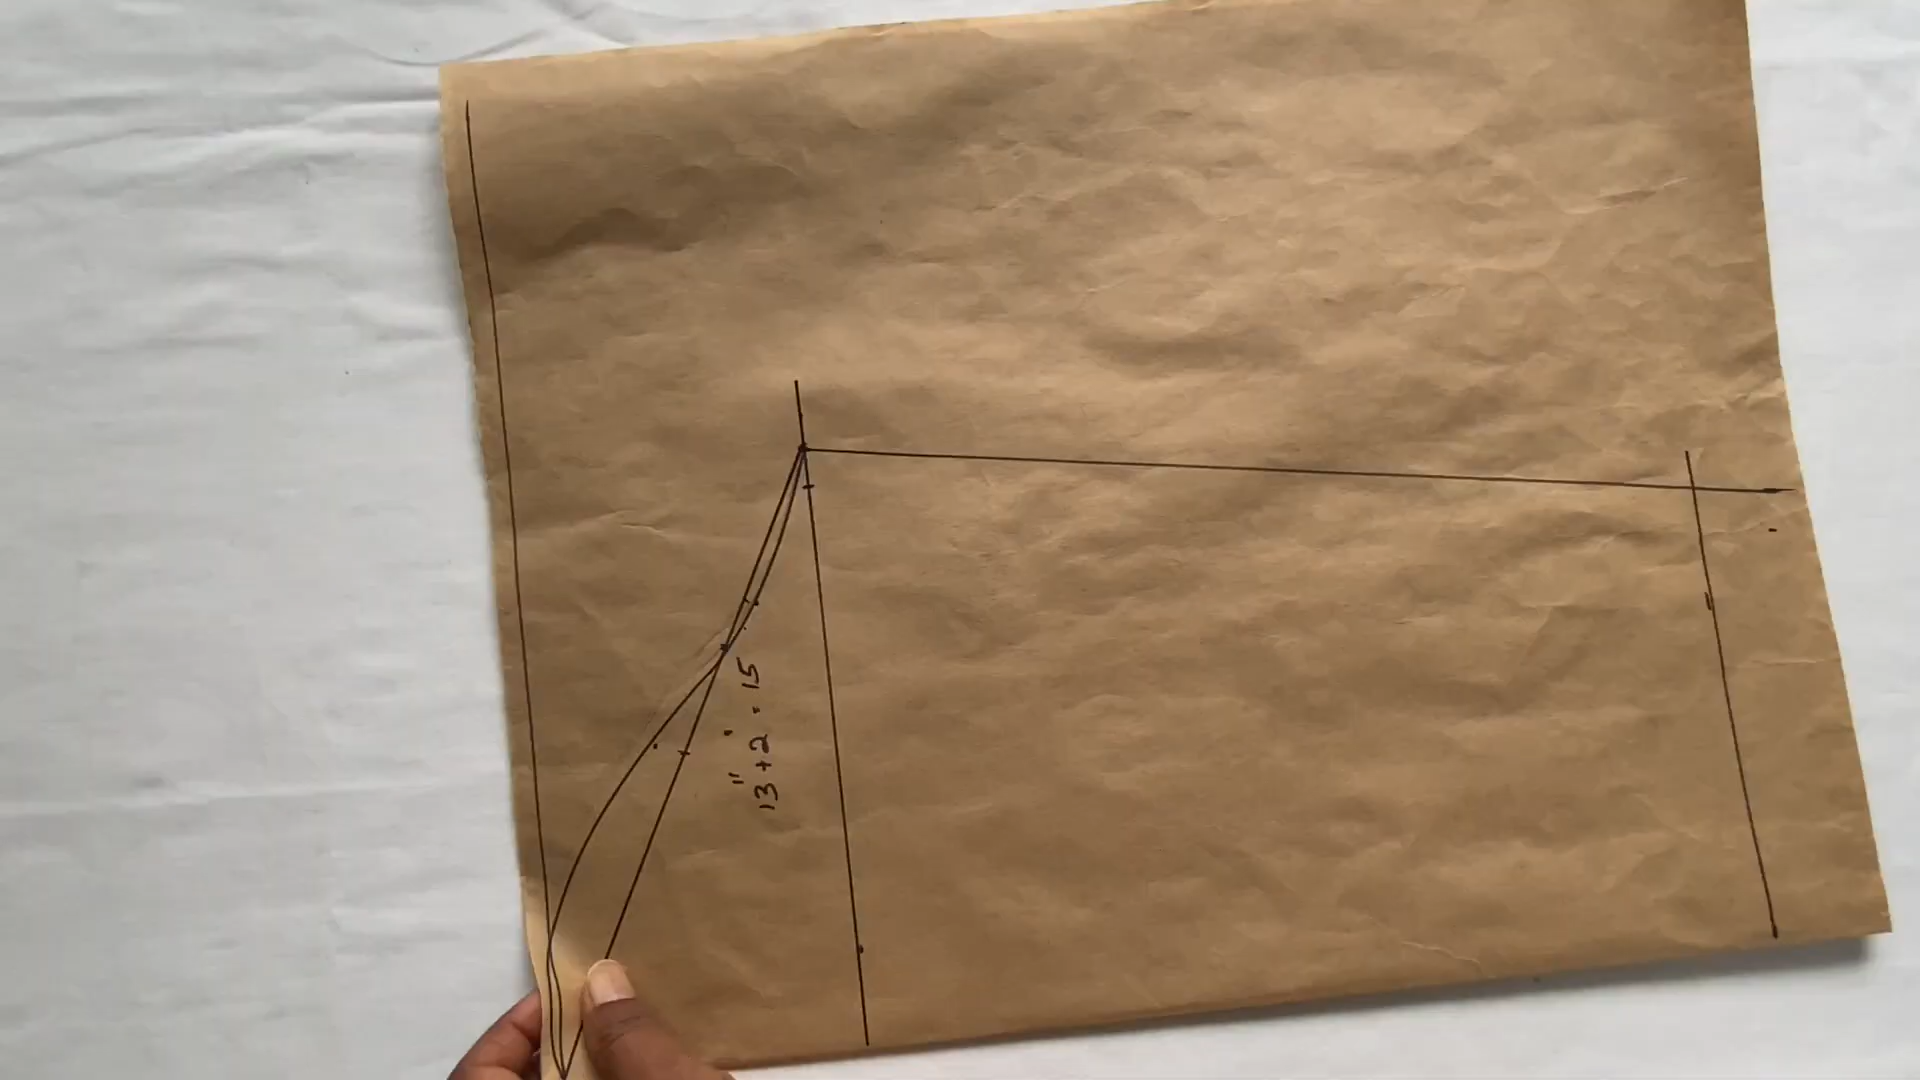 13" + 2" = 15